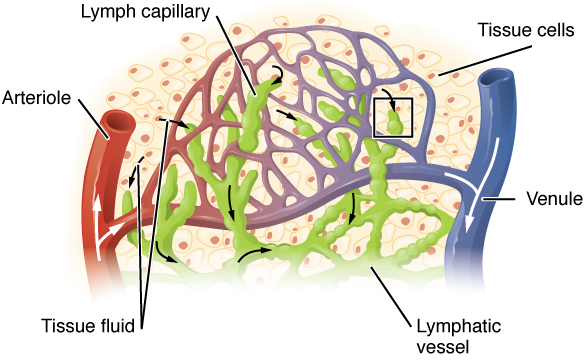 Lymph capillary
Tissue cells
Arteriole
Venule
Tissue fluid
Lymphatic
vessel